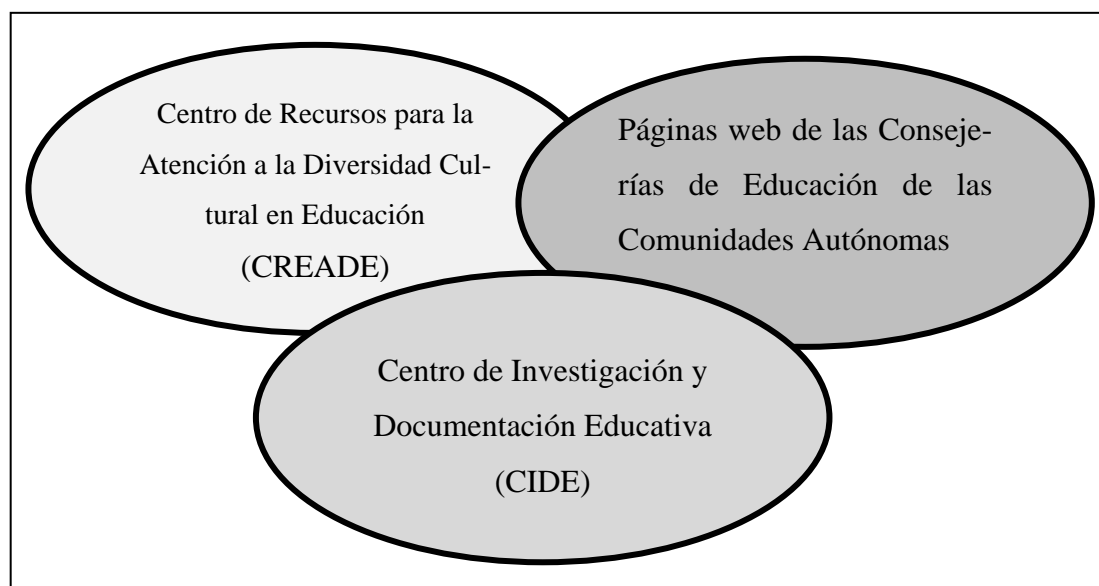 Centro de Recursos para la
Atención a la Diversidad Cul-
tural en Educación
(CREADE)
Páginas web de las Conseje-
rías de Educación de las
Comunidades Autónomas
Centro de Investigación y
Documentación Educativa
(CIDE)